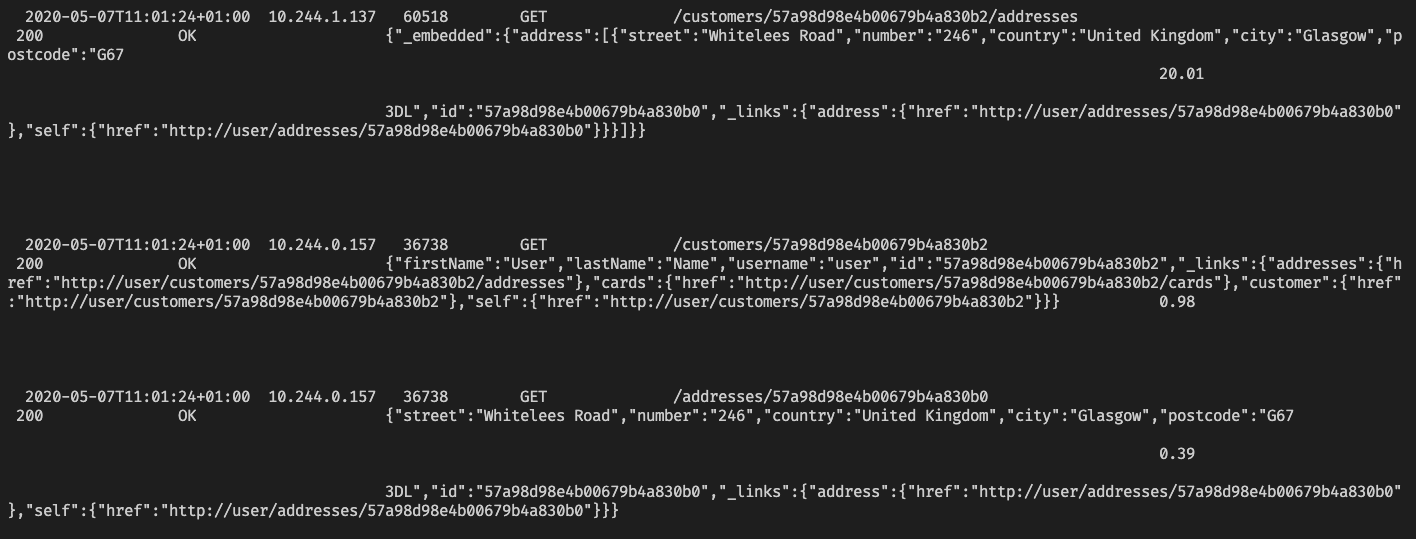 2020-05-07T11:01:24+01:00 10.244.1.137 60518 GET /customers/57a98d98e4b00679b4a830b2/addresses
200 OK {"_embedded":{"address":[{"street":"Whitelees Road","number":"246","country":"United Kingdom","city":"Glasgow","p
ostcode":"G67
20.01
3DL","id":"57a98d98e4b00679b4a830b0","_links":{"address":{"href":"http://user/addresses/57a98d98e4b00679b4a830b0"
},"self":{"href":"http://user/addresses/57a98d98e4b00679b4a830b0"}}}]}}
2020-05-07T11:01:24+01:00 10.244.0.157 36738 GET /customers/57a98d98e4b00679b4a830b2
200 OK {"firstName":"User","lastName":"Name","username":"user","id":"57a98d98e4b00679b4a830b2","_links":{"addresses":{"h
ref":"http://user/customers/57a98d98e4b00679b4a830b2/addresses"},"cards":{"href":"http://user/customers/57a98d98e4b00679b4a830b2/cards"},"customer":{"href"
:"http://user/customers/57a98d98e4b00679b4a830b2"},"self":{"href":"http://user/customers/57a98d98e4b00679b4a830b2"}}} 0.98
2020-05-07T11:01:24+01:00 10.244.0.157 36738 GET /addresses/57a98d98e4b00679b4a830b0
200 OK {"street":"Whitelees Road","number":"246","country":"United Kingdom","city":"Glasgow","postcode":"G67
0.39
3DL","id":"57a98d98e4b00679b4a830b0","_links":{"address":{"href":"http://user/addresses/57a98d98e4b00679b4a830b0"
},"self":{"href":"http://user/addresses/57a98d98e4b00679b4a830b0"}}}